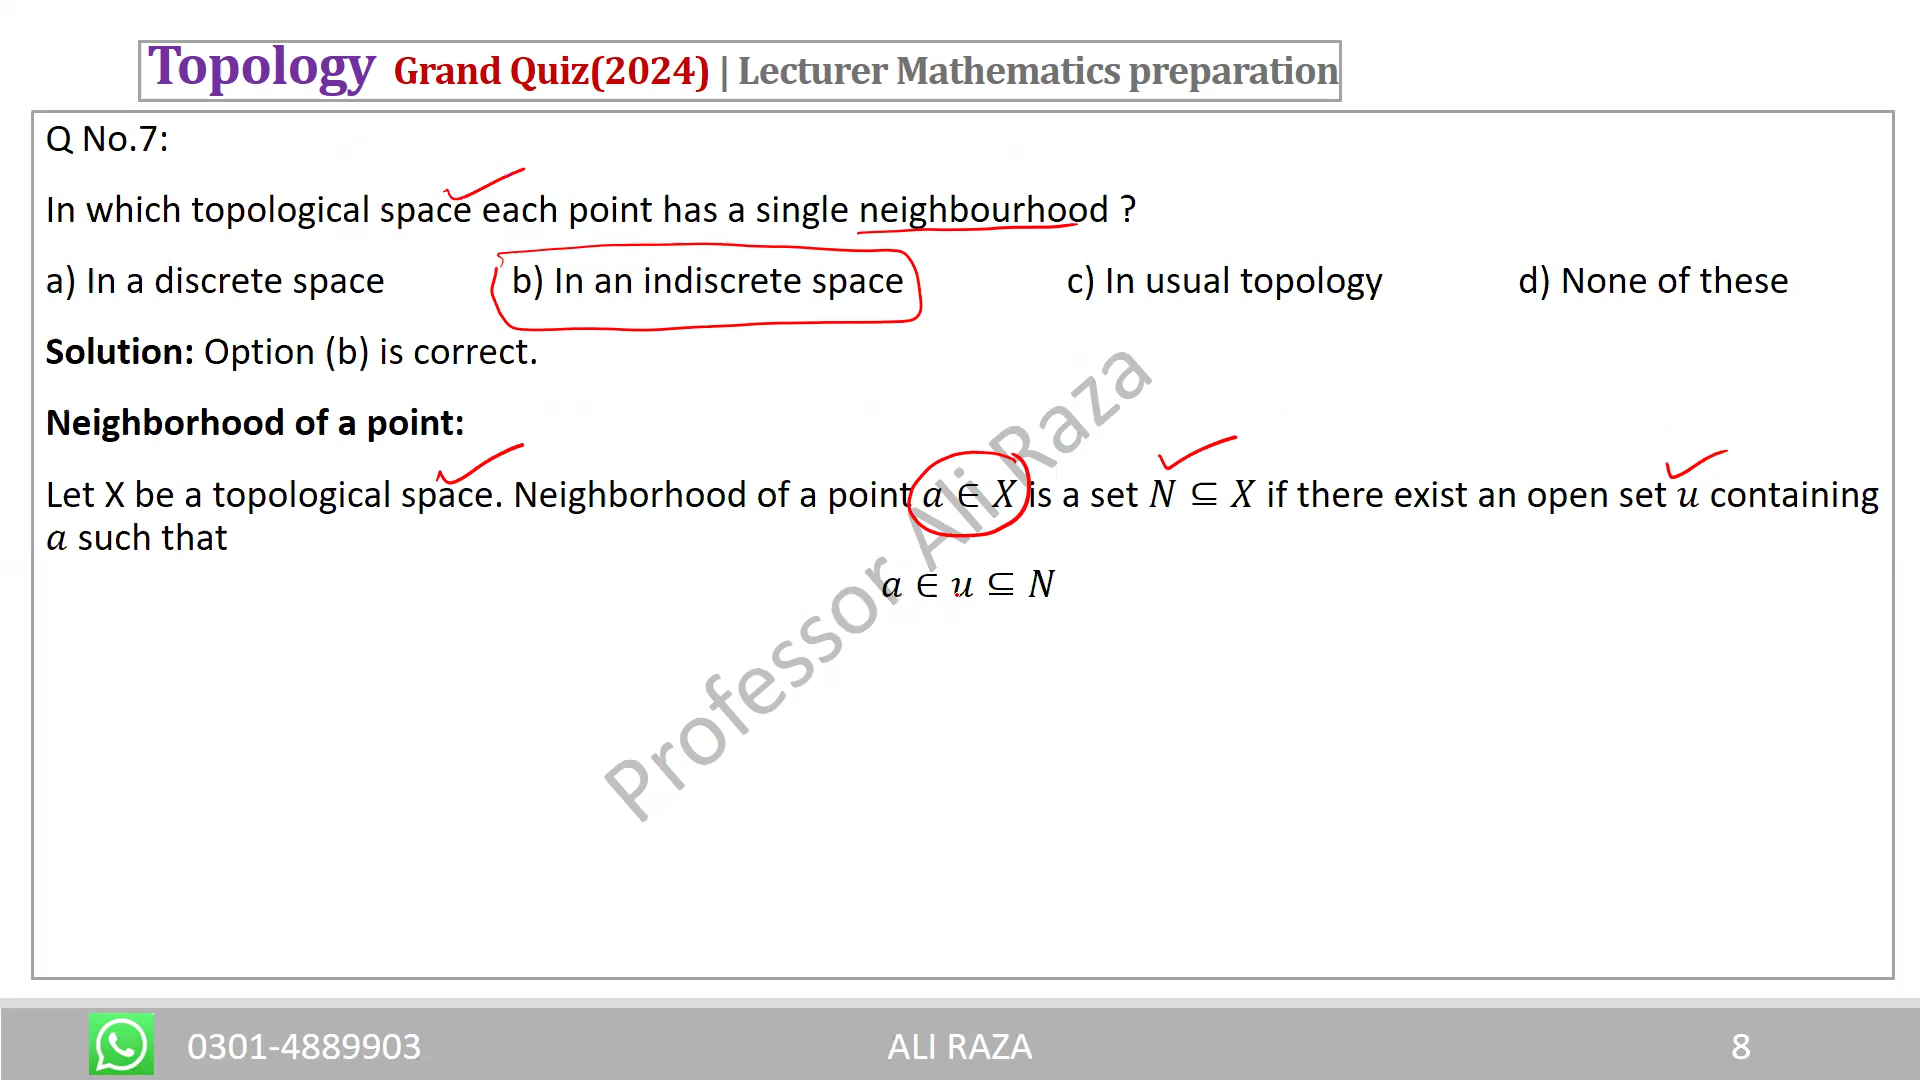 Topology Grand Quiz(2024) | Lecturer Mathematics preparation
Q No.7:
In which topological space each point has a single neighbourhood ?
a) In a discrete space b) In an indiscrete space c) In usual topology d) None of these
Solution: Option (b) is correct.
Neighborhood of a point:
Let X be a topological space. Neighborhood of a point a ∈ X is a set N ⊆ X if there exist an open set u containing
a such that
a ∈ u ⊆ N
Professor Ali Raza
0301-4889903 ALI RAZA 8